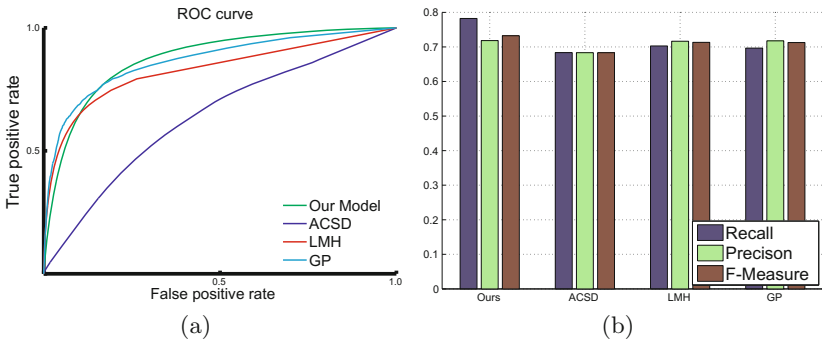 ROC curve
1.0
0.5
True positive rate
Our Model
ACSD
LMH
GP
0.5
1.0
False positive rate
(a)
0.8
0.7
0.6
0.5
0.4
0.3
0.2
0.1
0
Recall
Precison
F-Measure
Ours
ACSD
LMH
GP
(b)